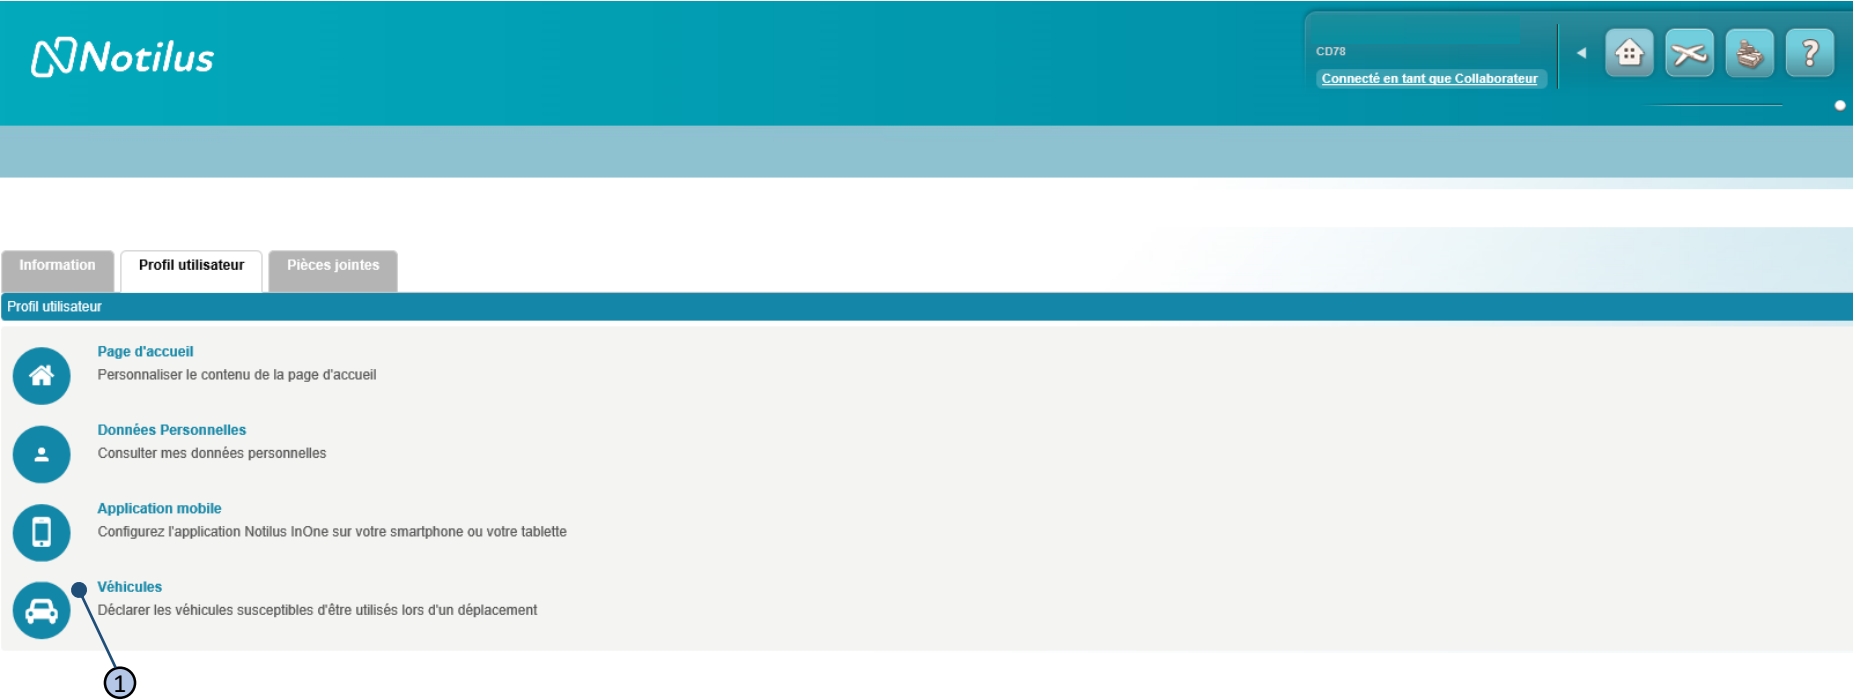 Notilus
CD78
Connecté en tant que Collaborateur
?
Information
Profil utilisateur
Pièces jointes
Profil utilisateur
Page d'accueil
Personnaliser le contenu de la page d'accueil
Données Personnelles
Consulter mes données personnelles
Application mobile
Configurez l'application Notilus InOne sur votre smartphone ou votre tablette
Véhicules
Déclarer les véhicules susceptibles d'être utilisés lors d'un déplacement
1